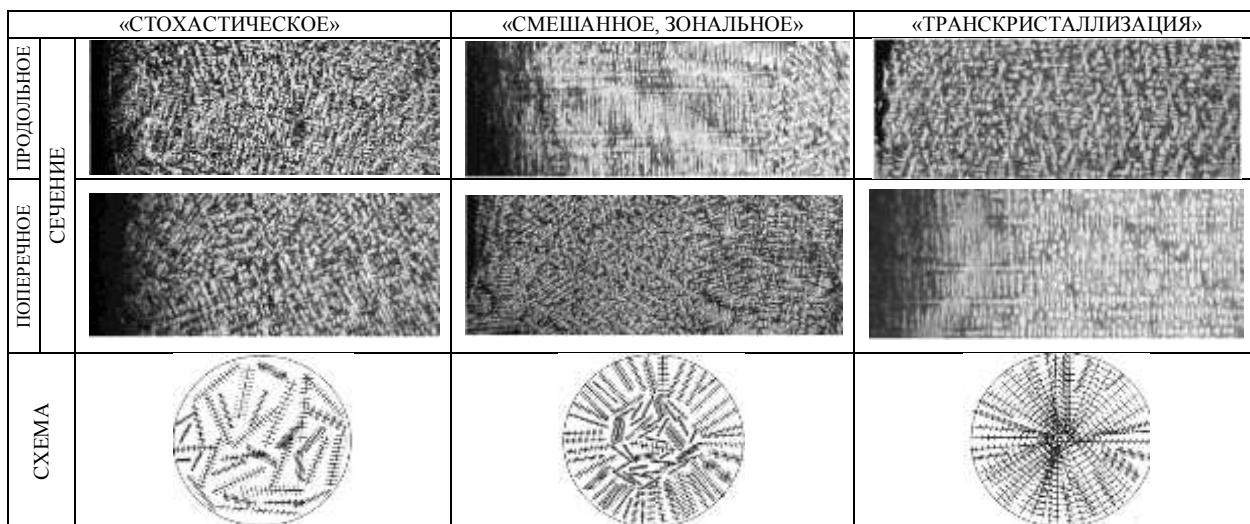 «СТОХАСТИЧЕСКОЕ»
«СМЕШАННОЕ, ЗОНАЛЬНОЕ»
«ТРАНСКРИСТАЛЛИЗАЦИЯ»
ПРОДОЛЬНОЕ
ПОПЕРЕЧНОЕ
СЕЧЕНИЕ
СХЕМА